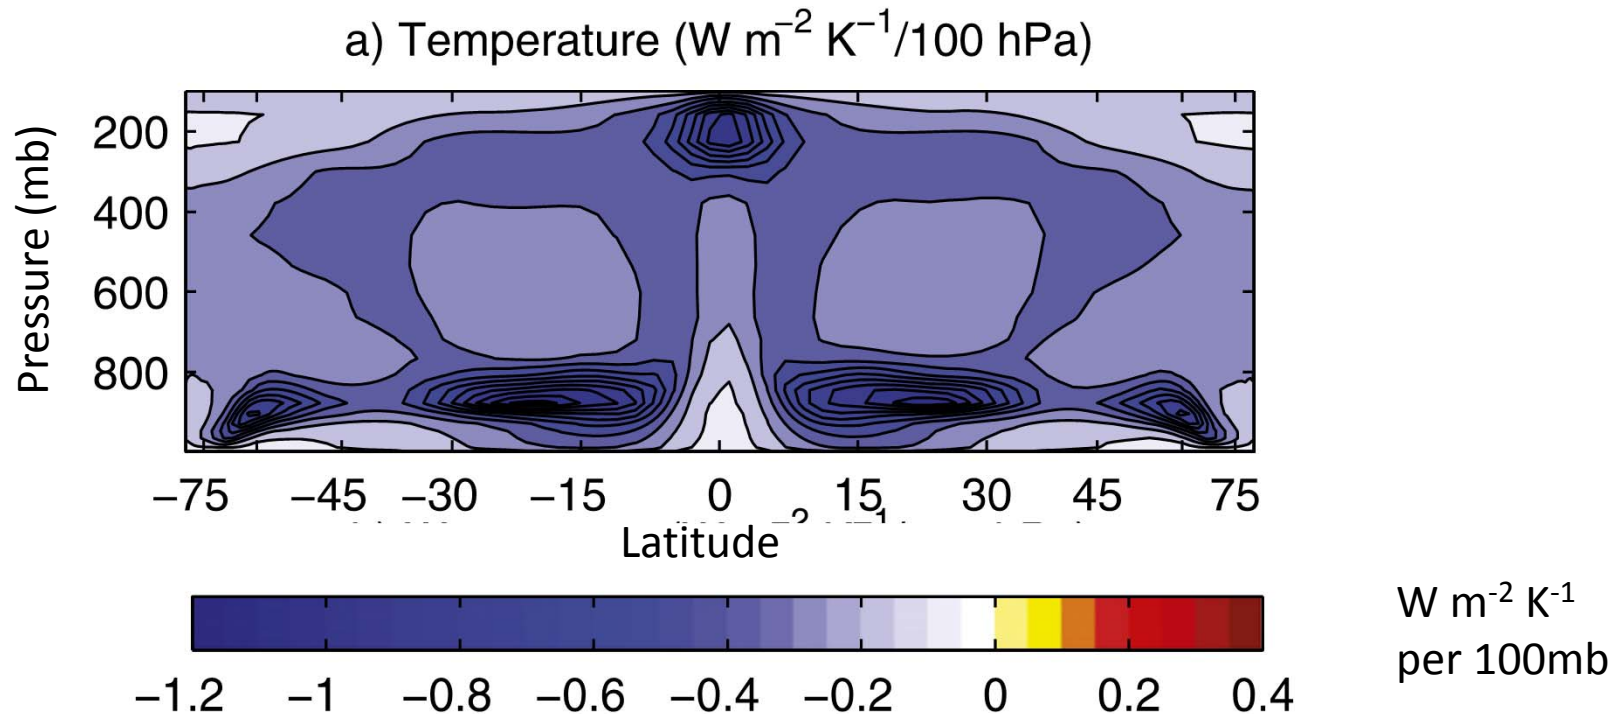 a) Temperature (W m⁻² K⁻¹/100 hPa)
Pressure (mb)
200
400
600
800
−75 −45 −30 −15 0 15 30 45 75
Latitude
W m⁻² K⁻¹
per 100mb
−1.2 −1 −0.8 −0.6 −0.4 −0.2 0 0.2 0.4